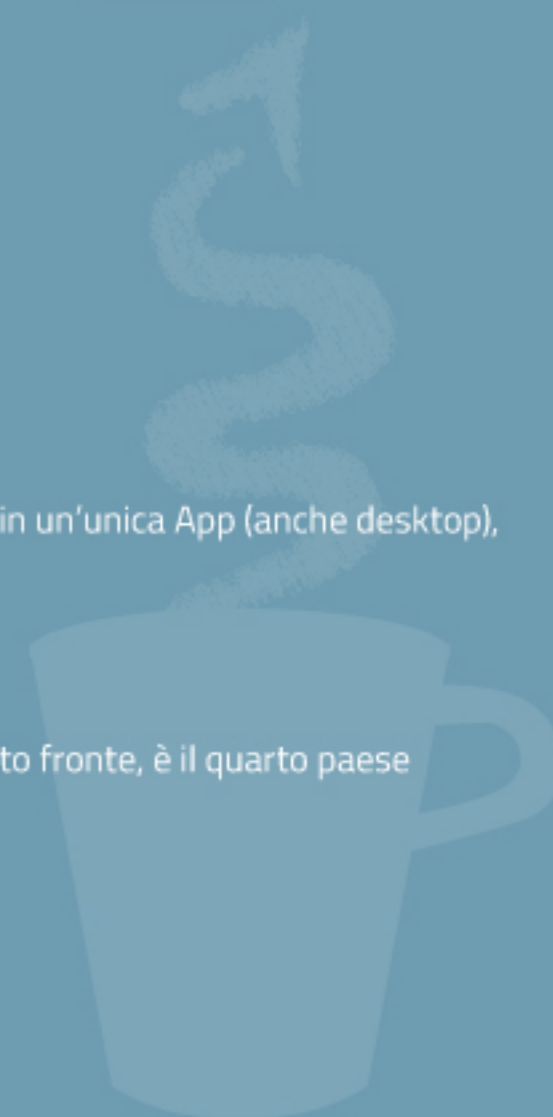 in un'unica App (anche desktop),
to fronte, è il quarto paese